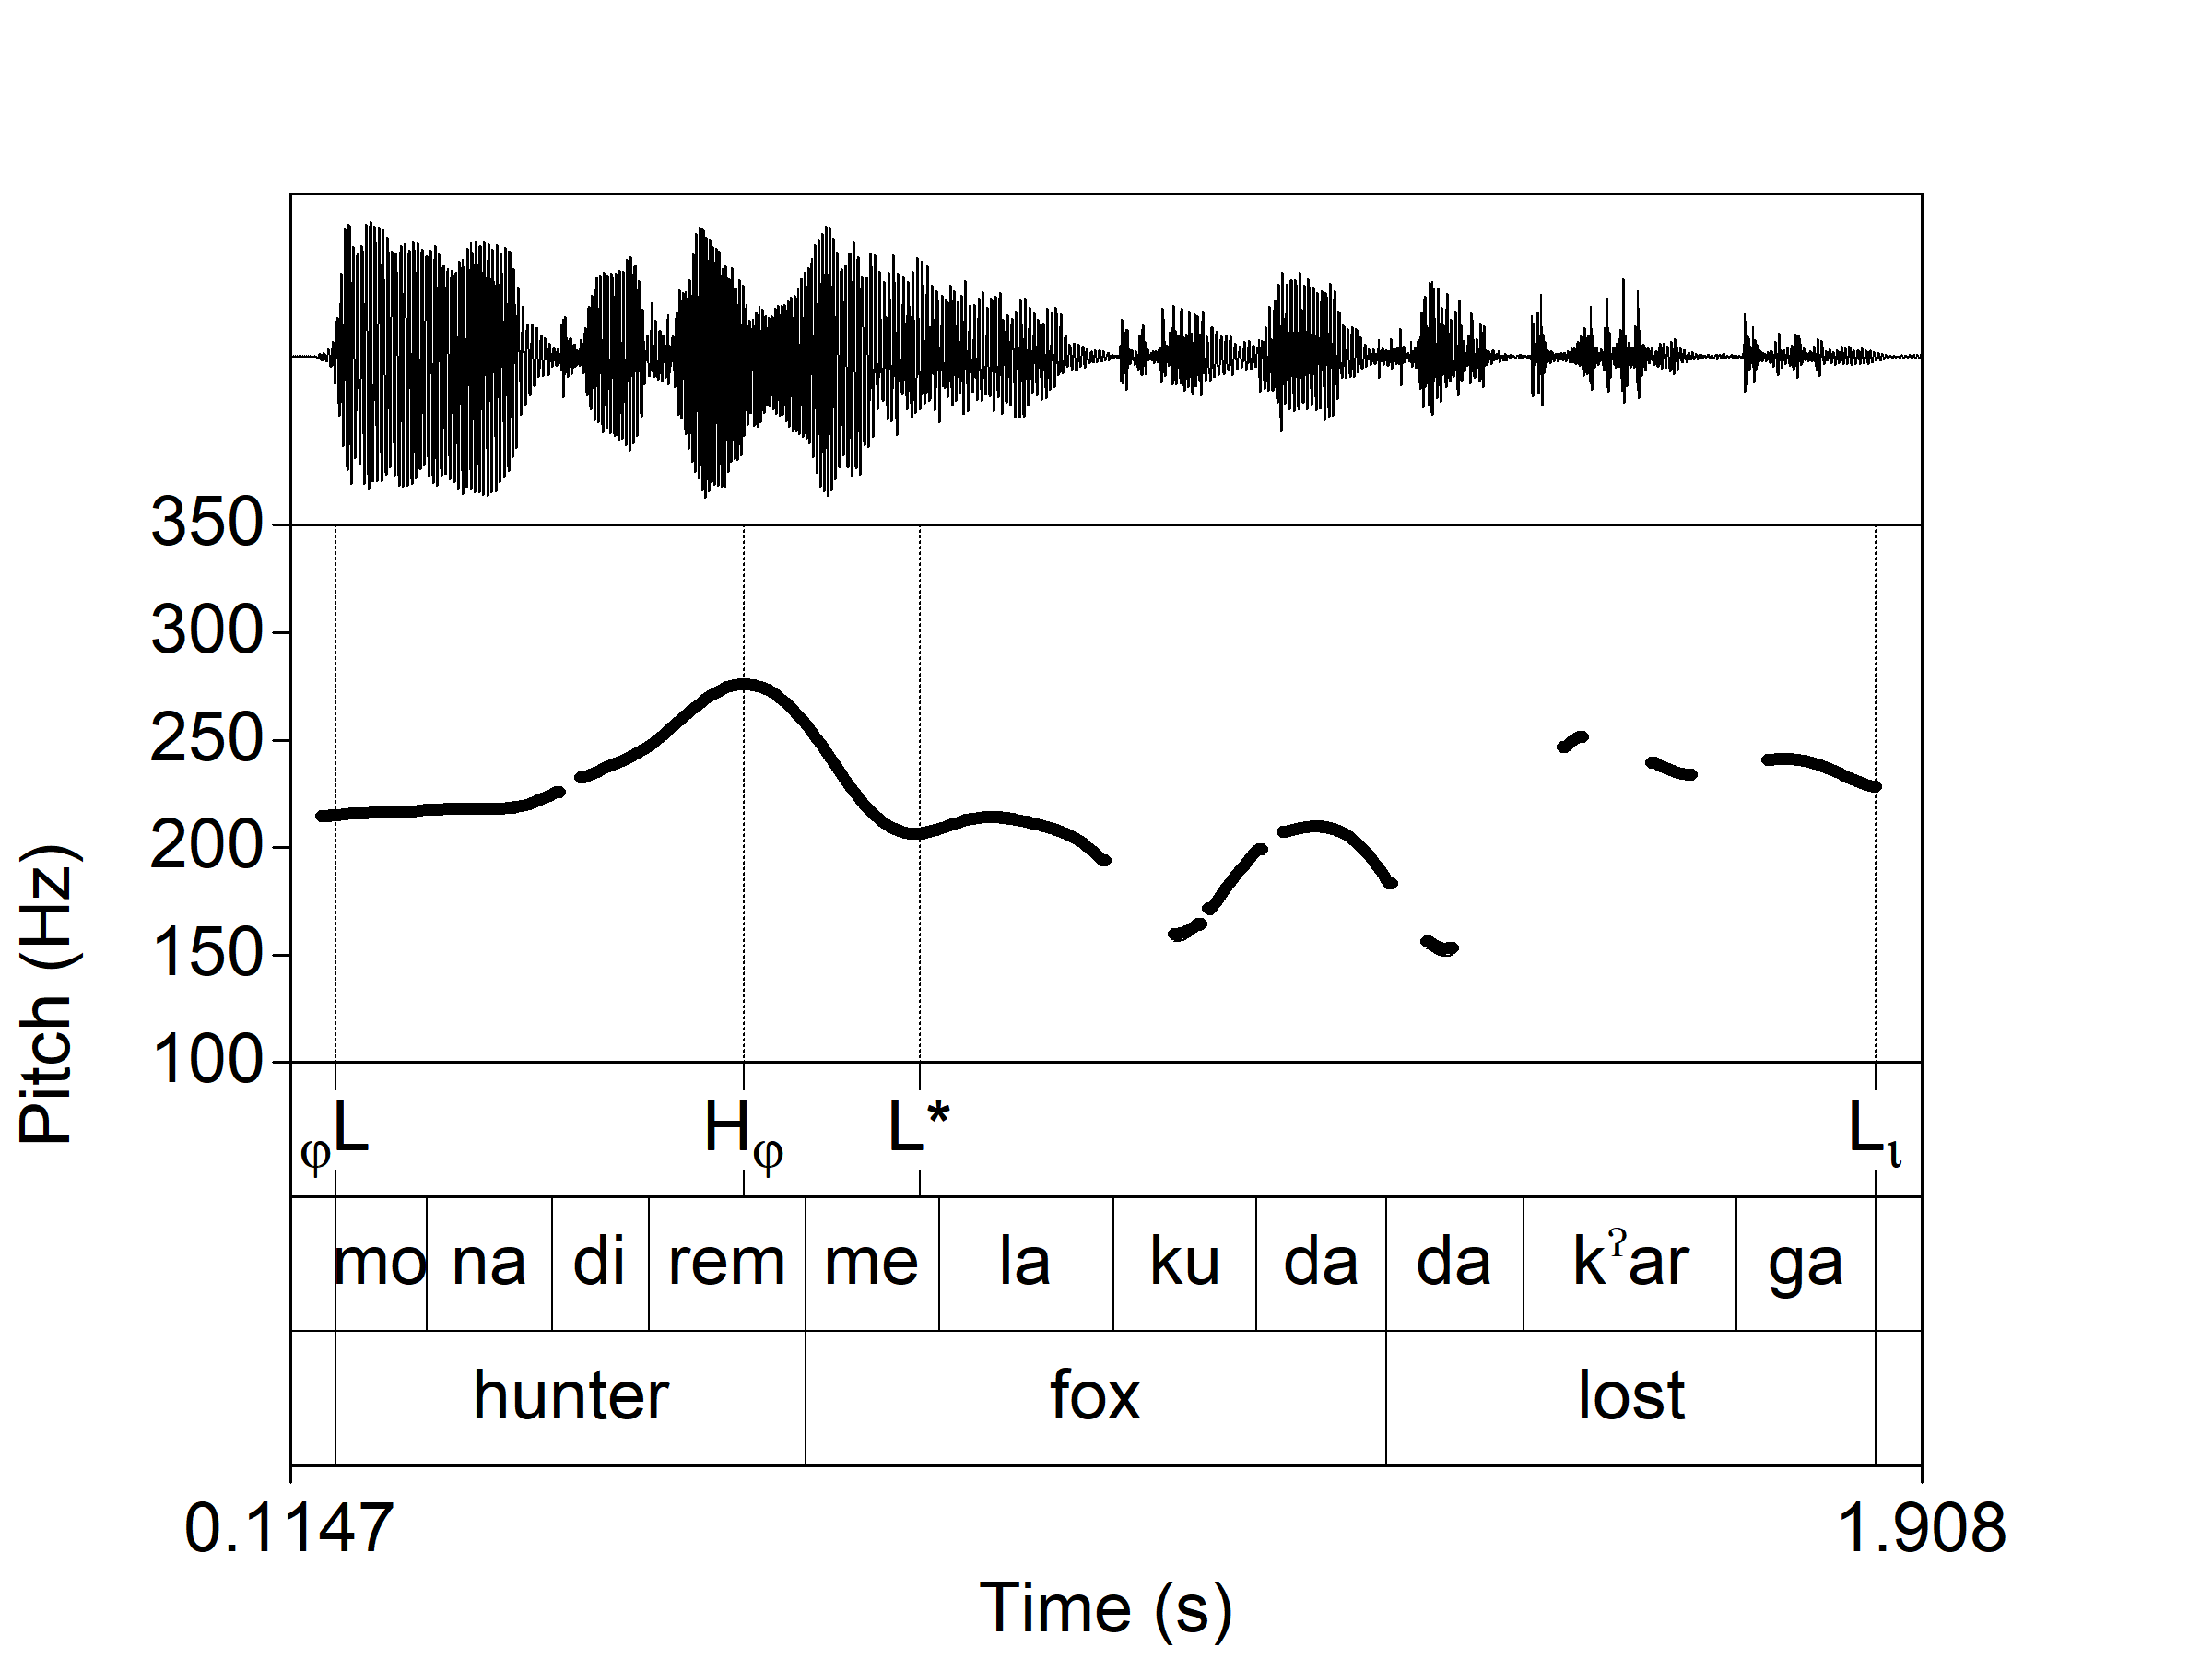 350
300
250
200
150
100
Pitch (Hz)
φL Hφ L* Lι
mo na di rem me la ku da da kˀar ga
hunter fox lost
0.1147 1.908
Time (s)